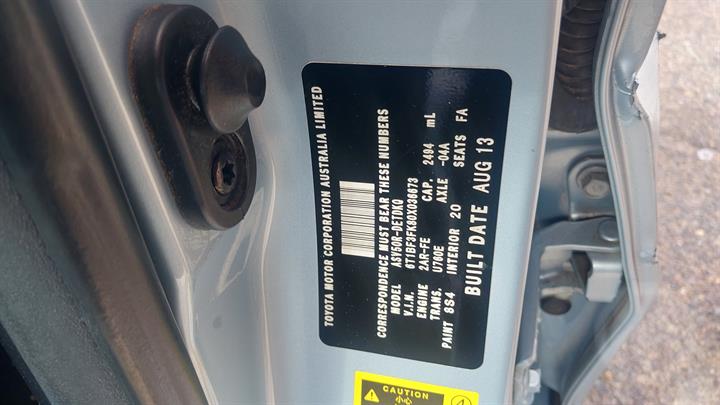 TOYOTA MOTOR CORPORATION AUSTRALIA LIMITED
CORRESPONDENCE MUST BEAR THESE NUMBERS
MODEL ASV50R-DETDKQ
V.I.N. 6T1BF3FK80X036673
ENGINE 2AR-FE CAP. 2494 mL
TRANS. U760E AXLE -04A
PAINT 8S4 INTERIOR 20 SEATS FA
BUILT DATE AUG 13
CAUTION